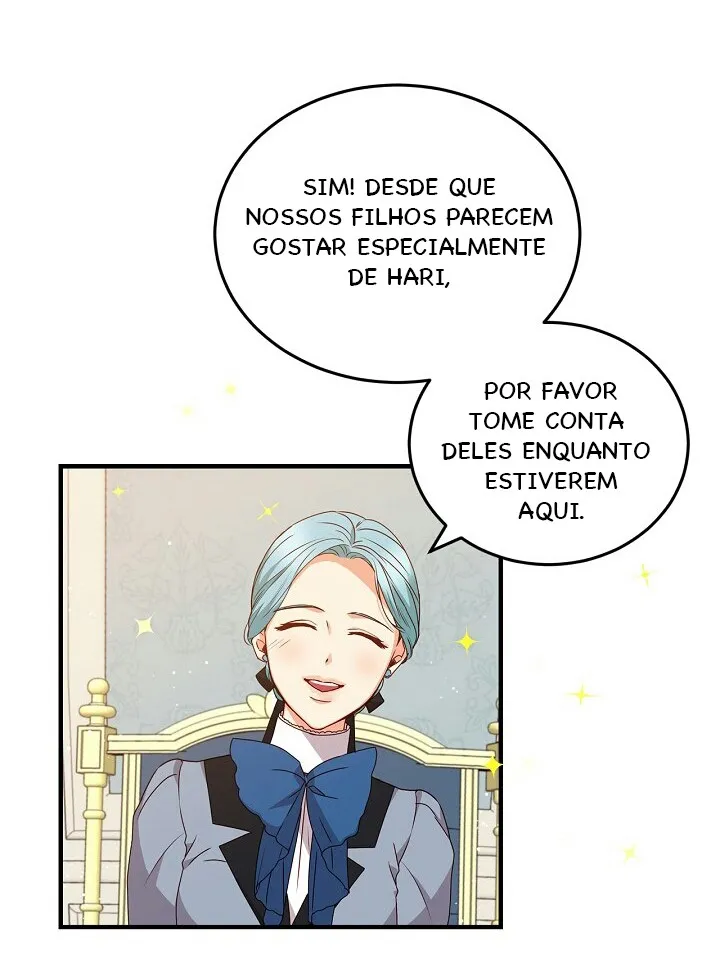 SIM! DESDE QUE
NOSSOS FILHOS PARECEM
GOSTAR ESPECIALMENTE
DE HARI,
POR FAVOR
TOME CONTA
DELES ENQUANTO
ESTIVEREM
AQUI.